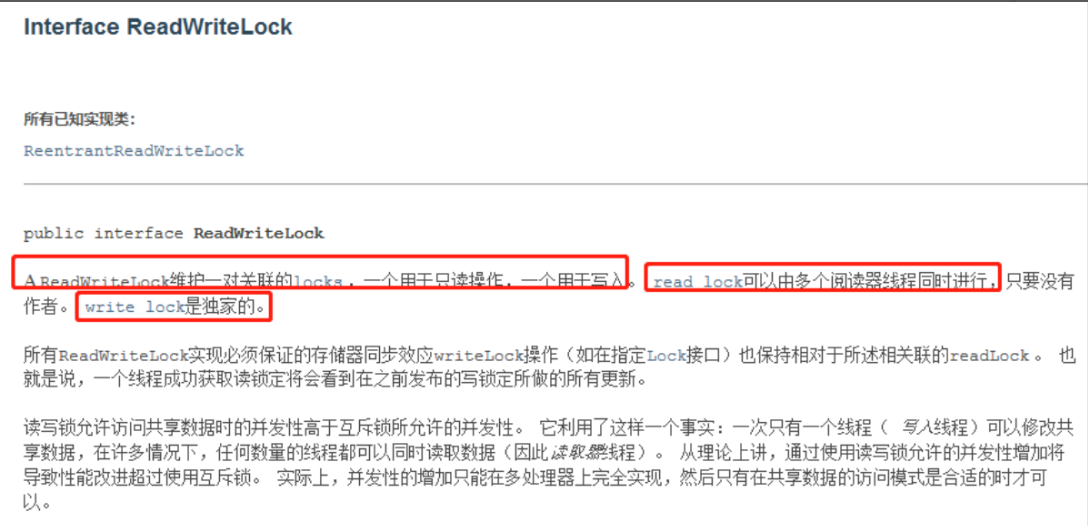 Interface ReadWriteLock
所有已知实现类:
ReentrantReadWriteLock
public interface ReadWriteLock
A ReadWriteLock维护一对关联的locks ，一个用于只读操作，一个用于写入。 read lock可以由多个阅读器线程同时进行，只要没有
作者。 write lock是独家的。
所有ReadWriteLock实现必须保证的存储器同步效应writeLock操作（如在指定Lock接口）也保持相对于所述相关联的readLock 。 也
就是说，一个线程成功获取读锁定将会看到在之前发布的写锁定所做的所有更新。
读写锁允许访问共享数据时的并发性高于互斥锁所允许的并发性。 它利用了这样一个事实：一次只有一个线程（ 写入线程）可以修改共
享数据，在许多情况下，任何数量的线程都可以同时读取数据（因此读取器线程）。 从理论上讲，通过使用读写锁允许的并发性增加将
导致性能改进超过使用互斥锁。 实际上，并发性的增加只能在多处理器上完全实现，然后只有在共享数据的访问模式是合适的时才可
以。